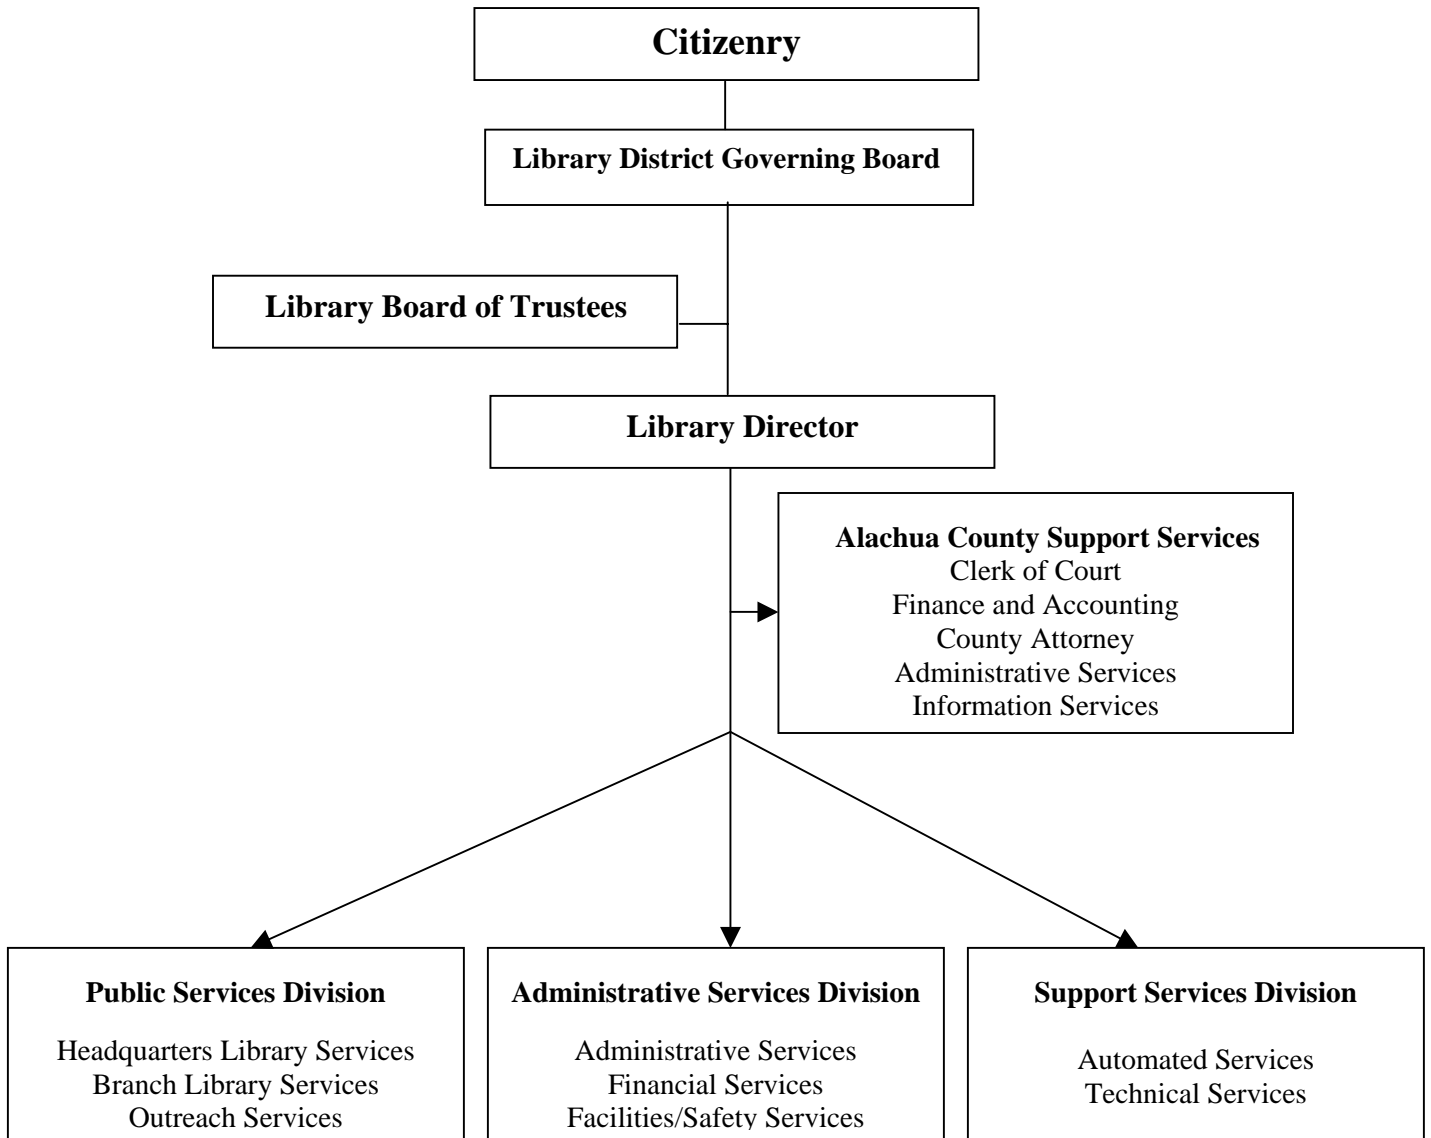 Citizenry
Library District Governing Board
Library Board of Trustees
Library Director
Alachua County Support Services
Clerk of Court
Finance and Accounting
County Attorney
Administrative Services
Information Services
Public Services Division
Headquarters Library Services
Branch Library Services
Outreach Services
Administrative Services Division
Administrative Services
Financial Services
Facilities/Safety Services
Support Services Division
Automated Services
Technical Services